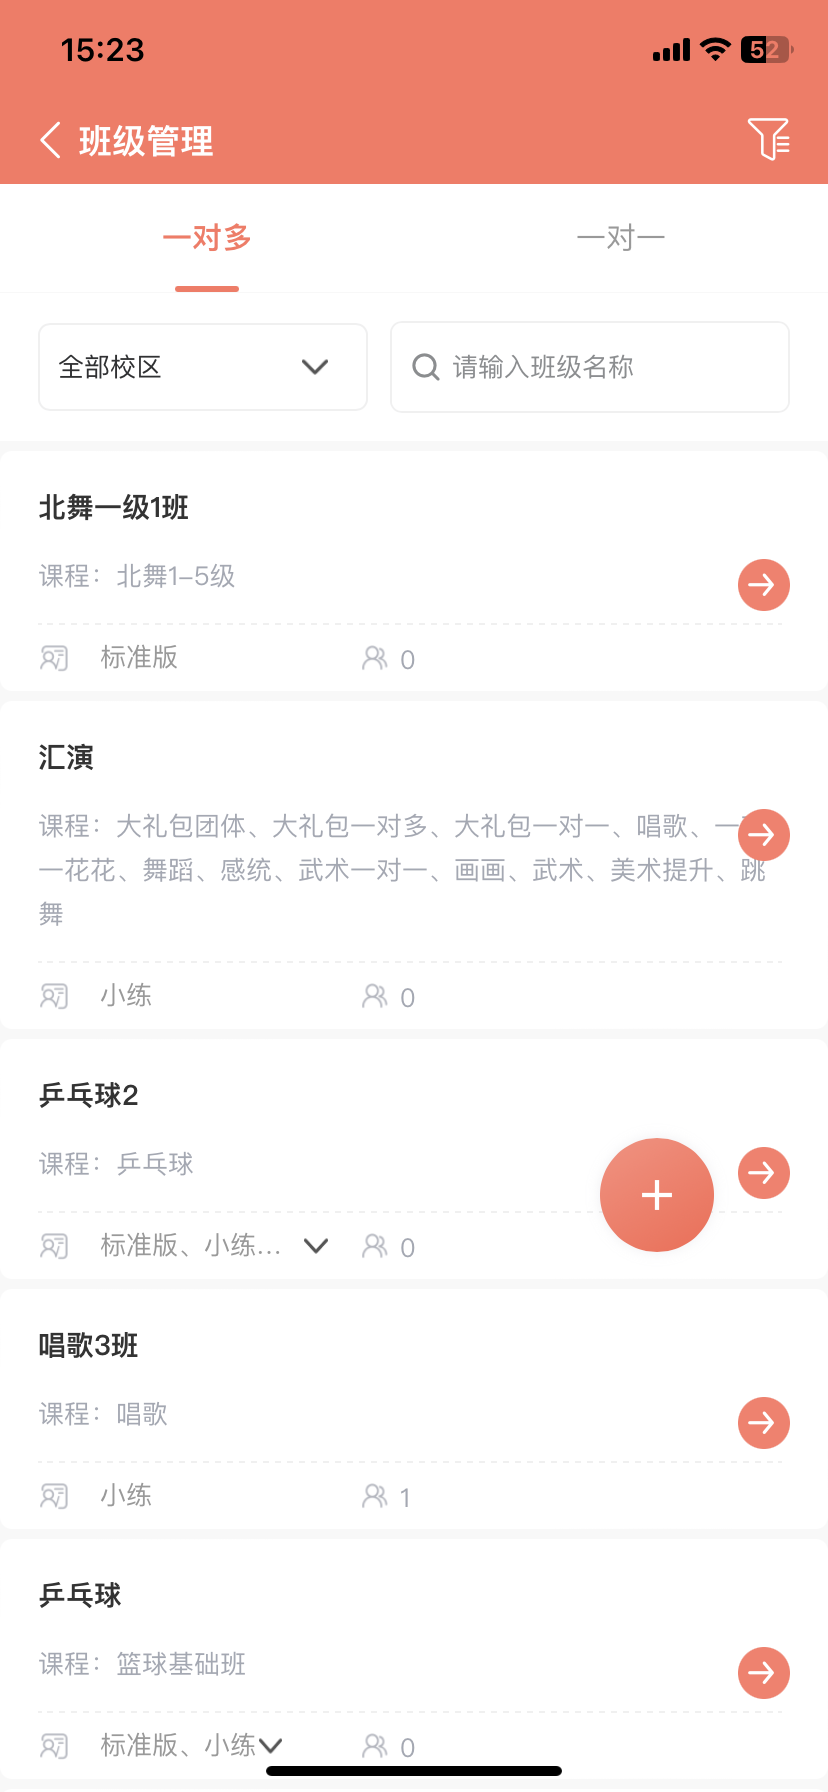 15:23
52
班级管理
一对多
一对一
全部校区
请输入班级名称
北舞一级1班
课程：北舞1-5级
标准版
0
汇演
课程：大礼包团体、大礼包一对多、大礼包一对一、唱歌、一
一花花、舞蹈、感统、武术一对一、画画、武术、美术提升、跳
舞
小练
0
乒乓球2
课程：乒乓球
标准版、小练...
0
唱歌3班
课程：唱歌
小练
1
乒乓球
课程：篮球基础班
标准版、小练
0